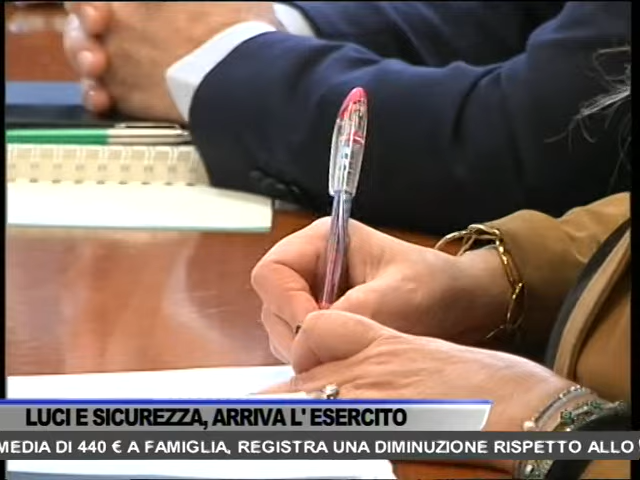 LUCI E SICUREZZA, ARRIVA L'ESERCITO
MEDIA DI 440 € A FAMIGLIA, REGISTRA UNA DIMINUZIONE RISPETTO ALLO